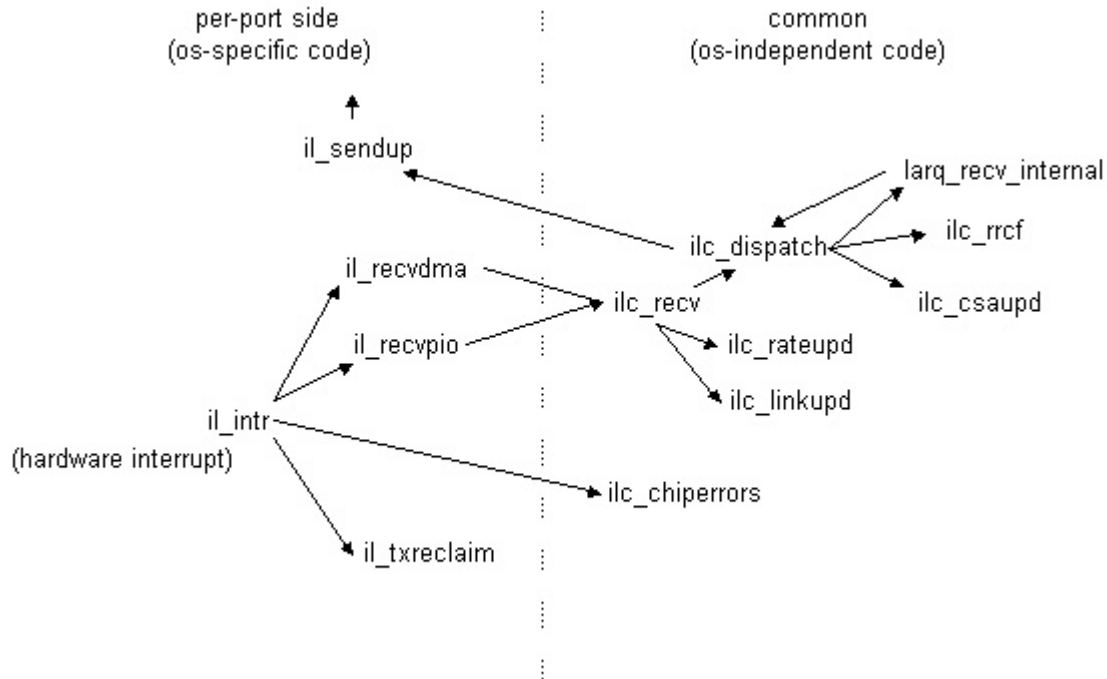 per-port side
(os-specific code)
common
(os-independent code)
il_sendup
larq_recv_internal
ilc_dispatch
ilc_rrcf
il_recvdma
ilc_recv
ilc_csaupd
il_recvpio
ilc_rateupd
ilc_linkupd
il_intr
(hardware interrupt)
ilc_chiperrors
il_txreclaim